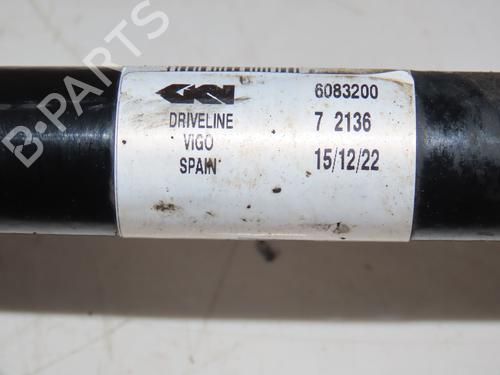 GKN 6083200
DRIVELINE 7 2136
VIGO
SPAIN 15/12/22
B-PARTS